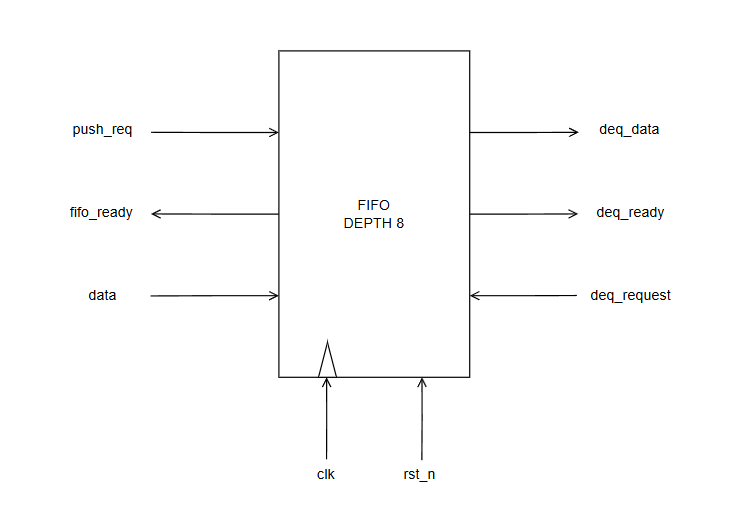 push_req
deq_data
fifo_ready
FIFO
DEPTH 8
deq_ready
data
deq_request
clk
rst_n